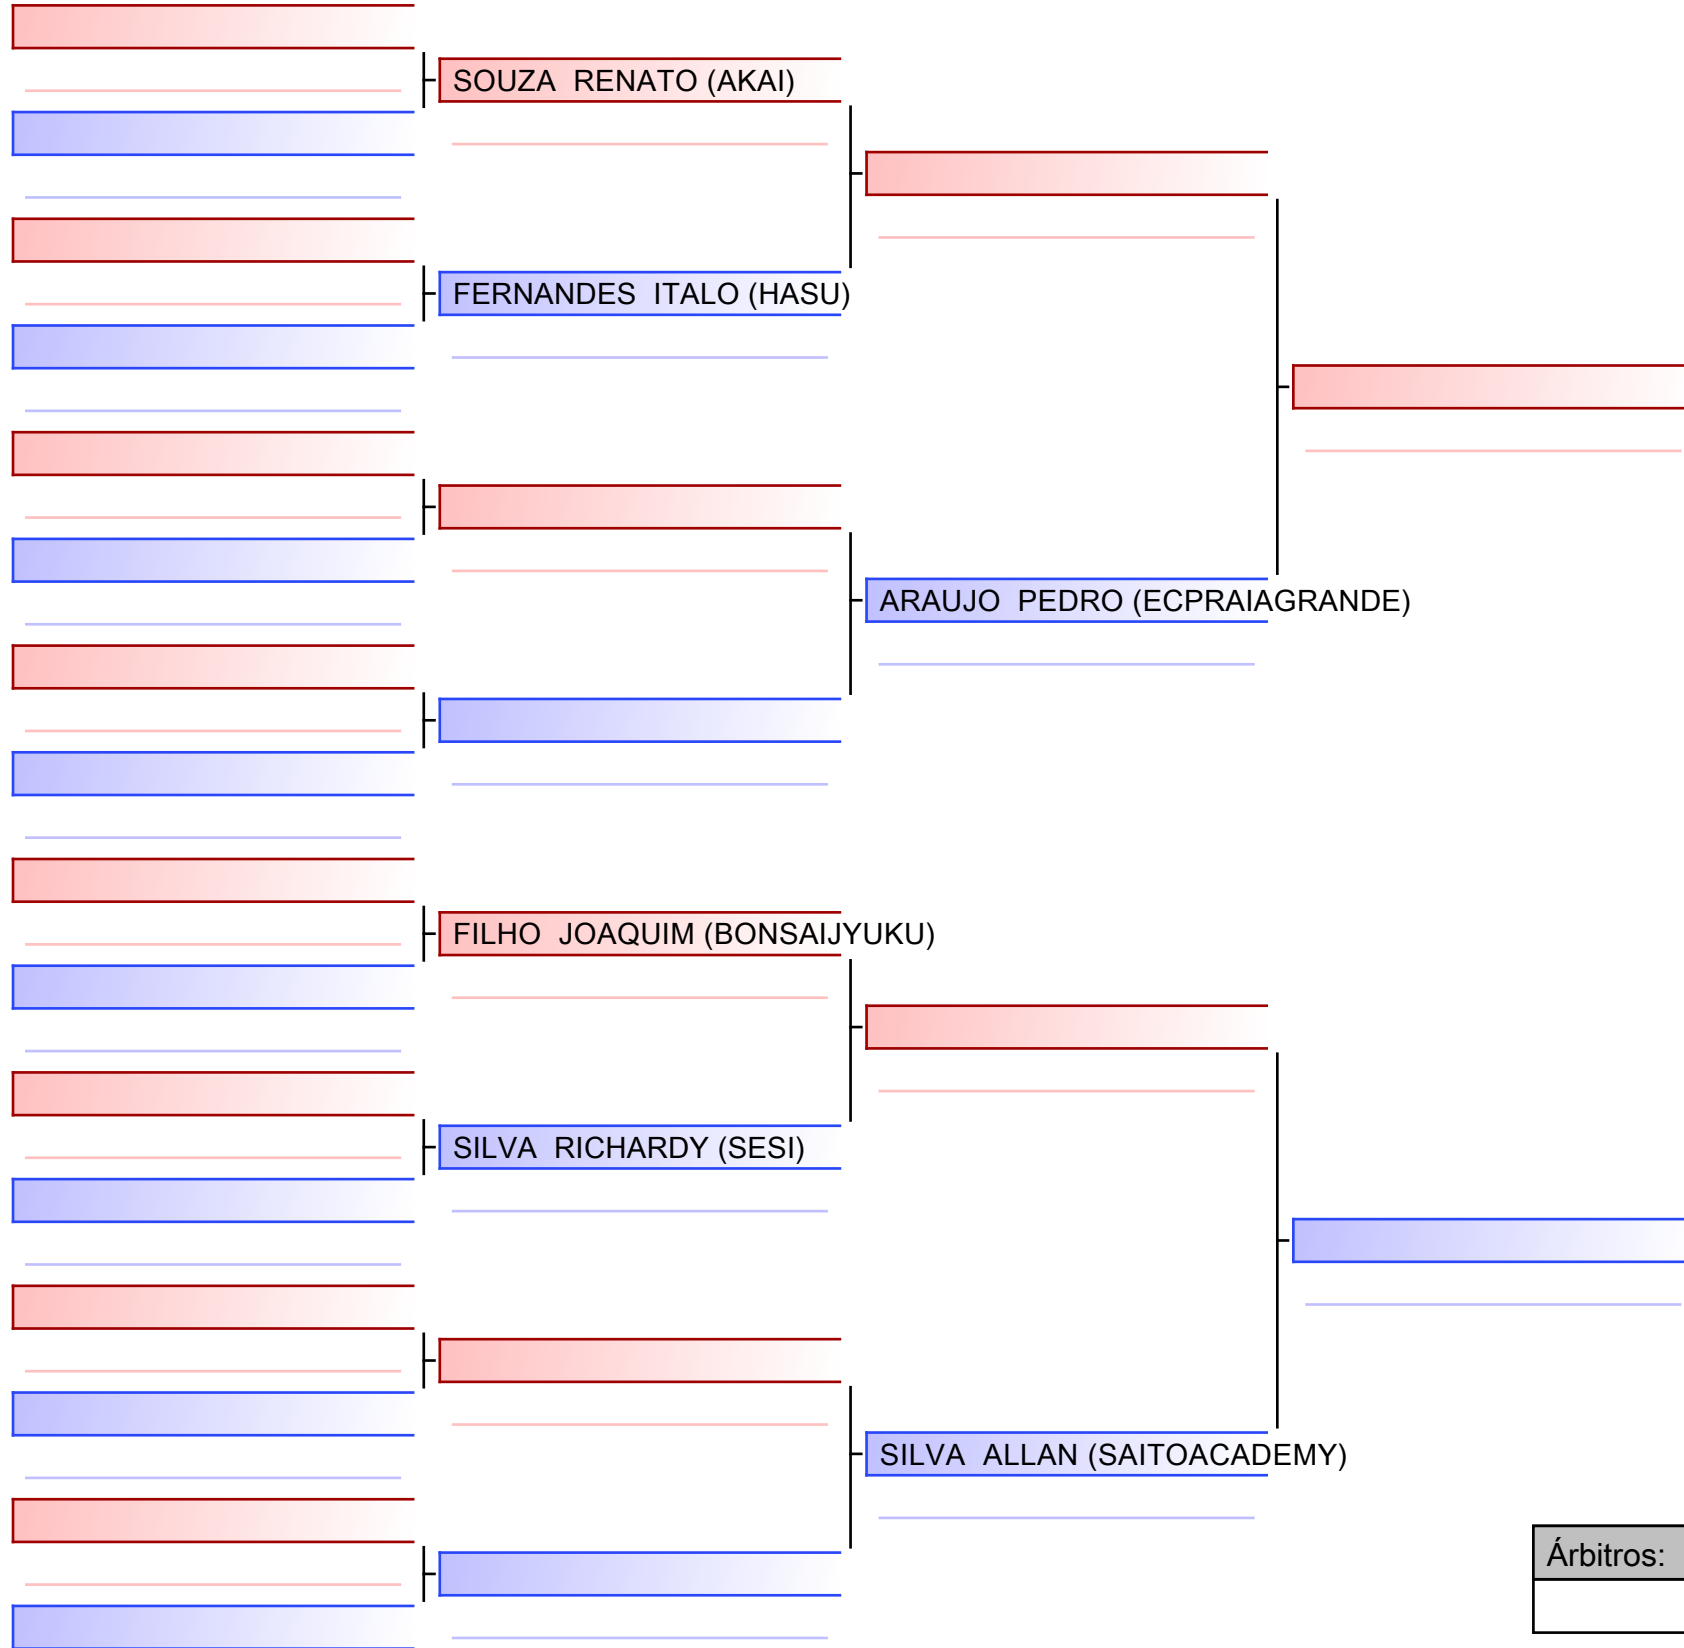 SOUZA  RENATO (AKAI)
FERNANDES  ITALO (HASU)
ARAUJO  PEDRO (ECPRAIAGRANDE)
FILHO  JOAQUIM (BONSAIJYUKU)
SILVA  RICHARDY (SESI)
SILVA  ALLAN (SAITOACADEMY)
Árbitros: